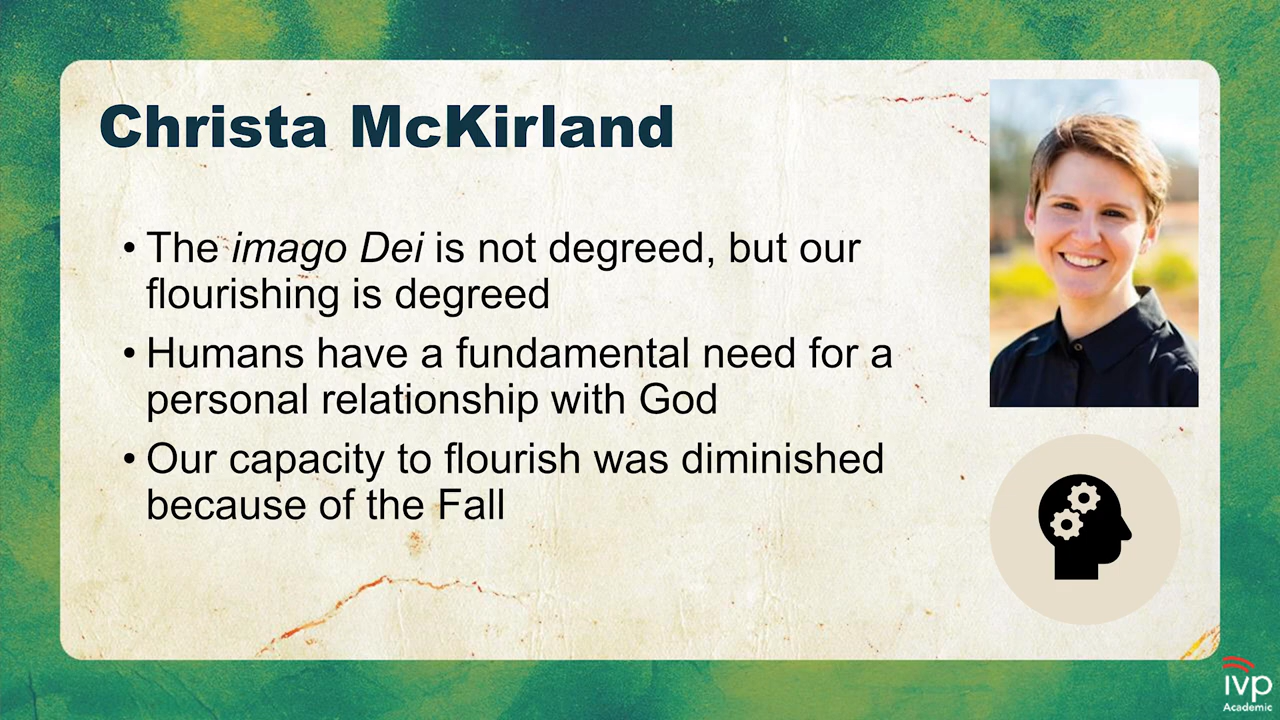 Christa McKirland
• The imago Dei is not degreed, but our
flourishing is degreed
• Humans have a fundamental need for a
personal relationship with God
• Our capacity to flourish was diminished
because of the Fall
ivp
Academic